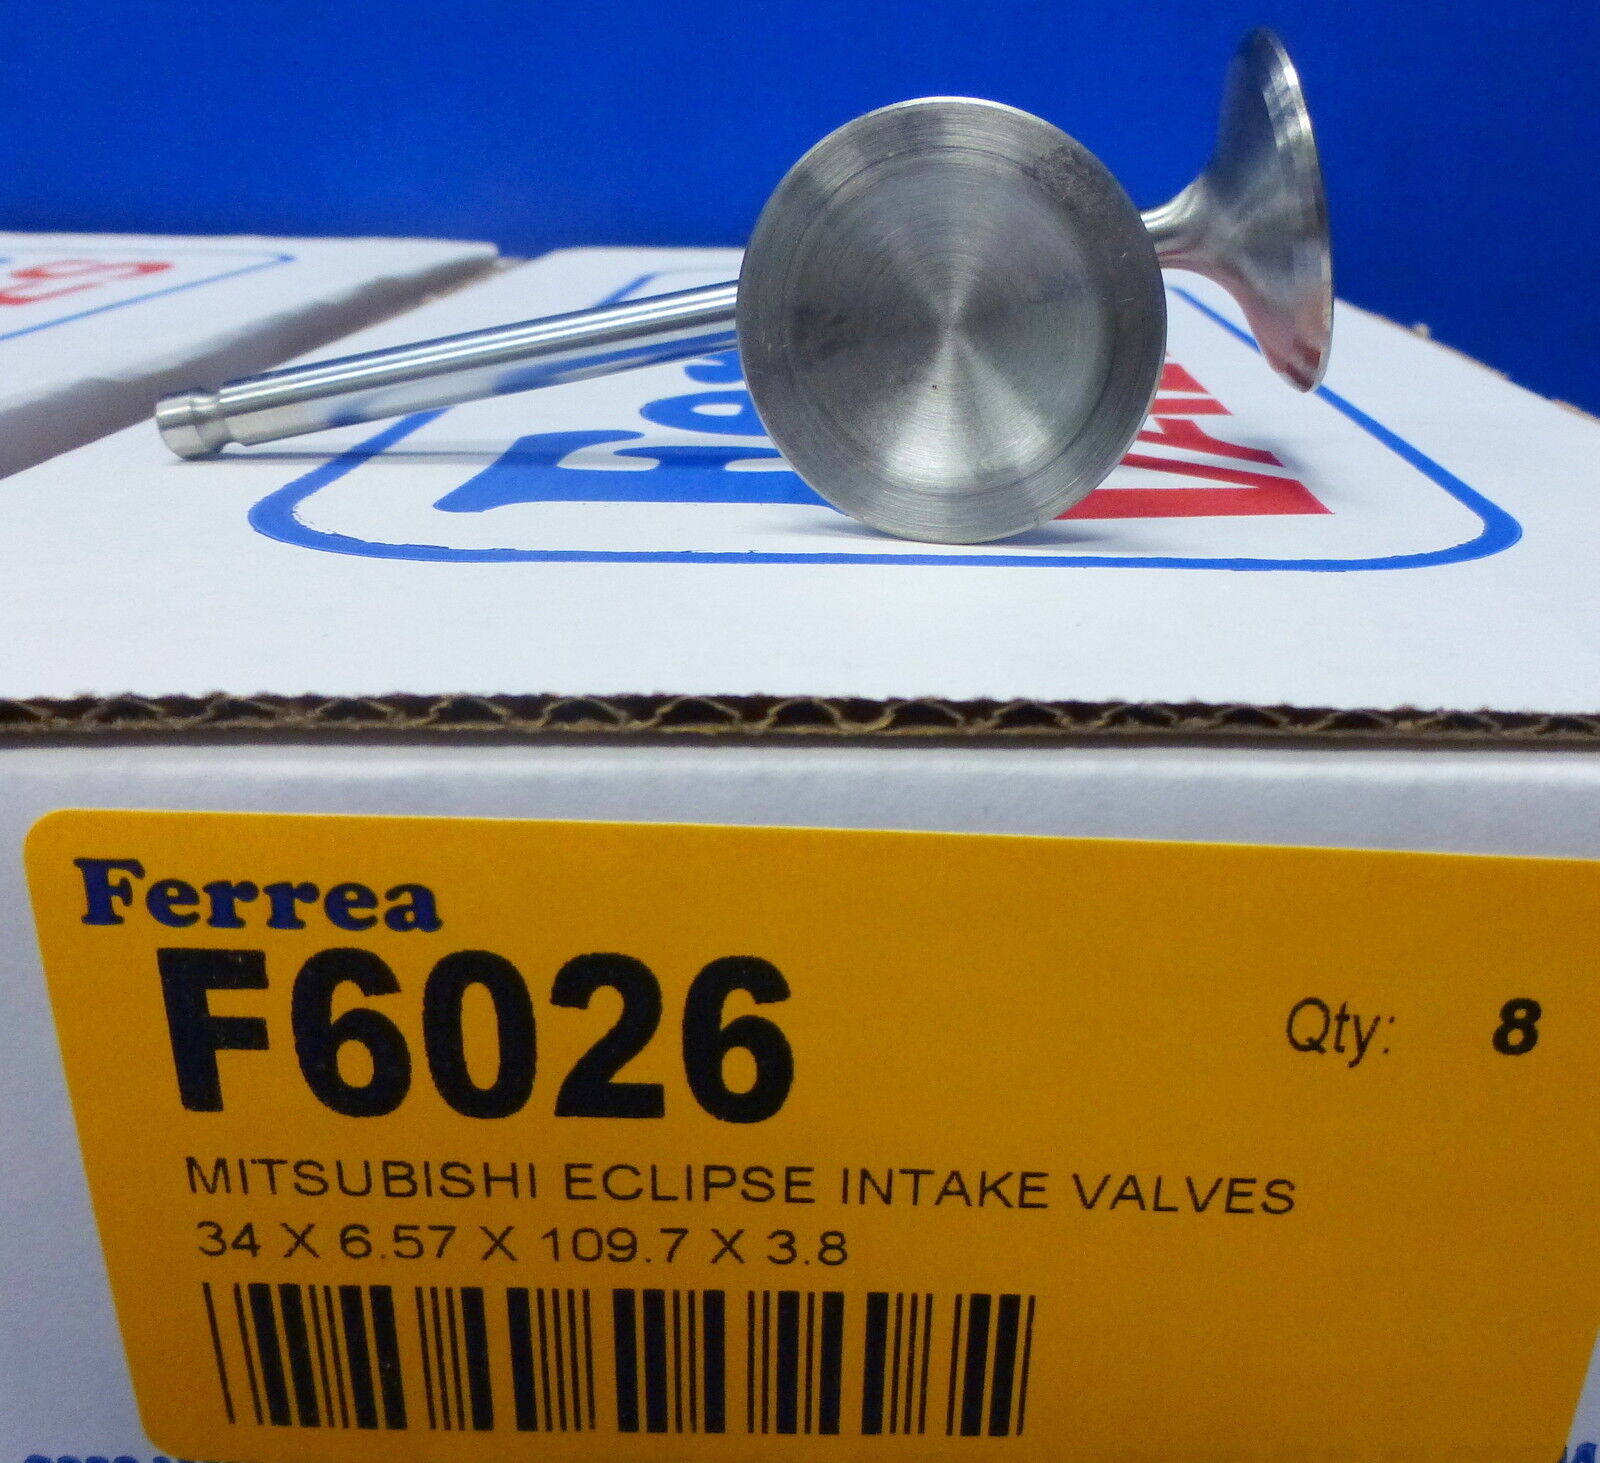 Ferrea
F6026
Qty: 8
MITSUBISHI ECLIPSE INTAKE VALVES
34 X 6.57 X 109.7 X 3.8